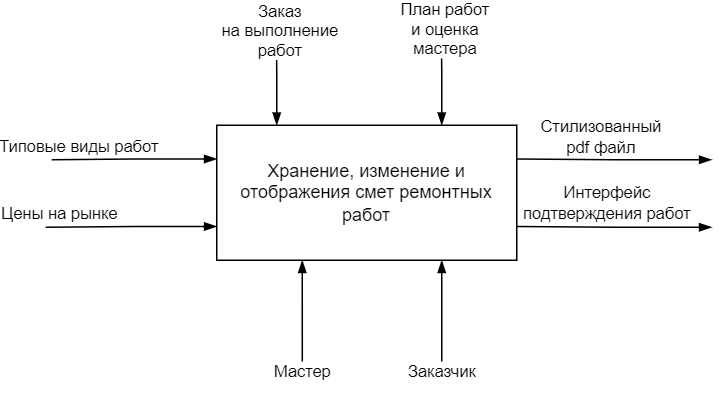 Заказ
на выполнение
работ
План работ
и оценка
мастера
Типовые виды работ
Цены на рынке
Хранение, изменение и
отображения смет ремонтных
работ
Стилизованный
pdf файл
Интерфейс
подтверждения работ
Мастер
Заказчик